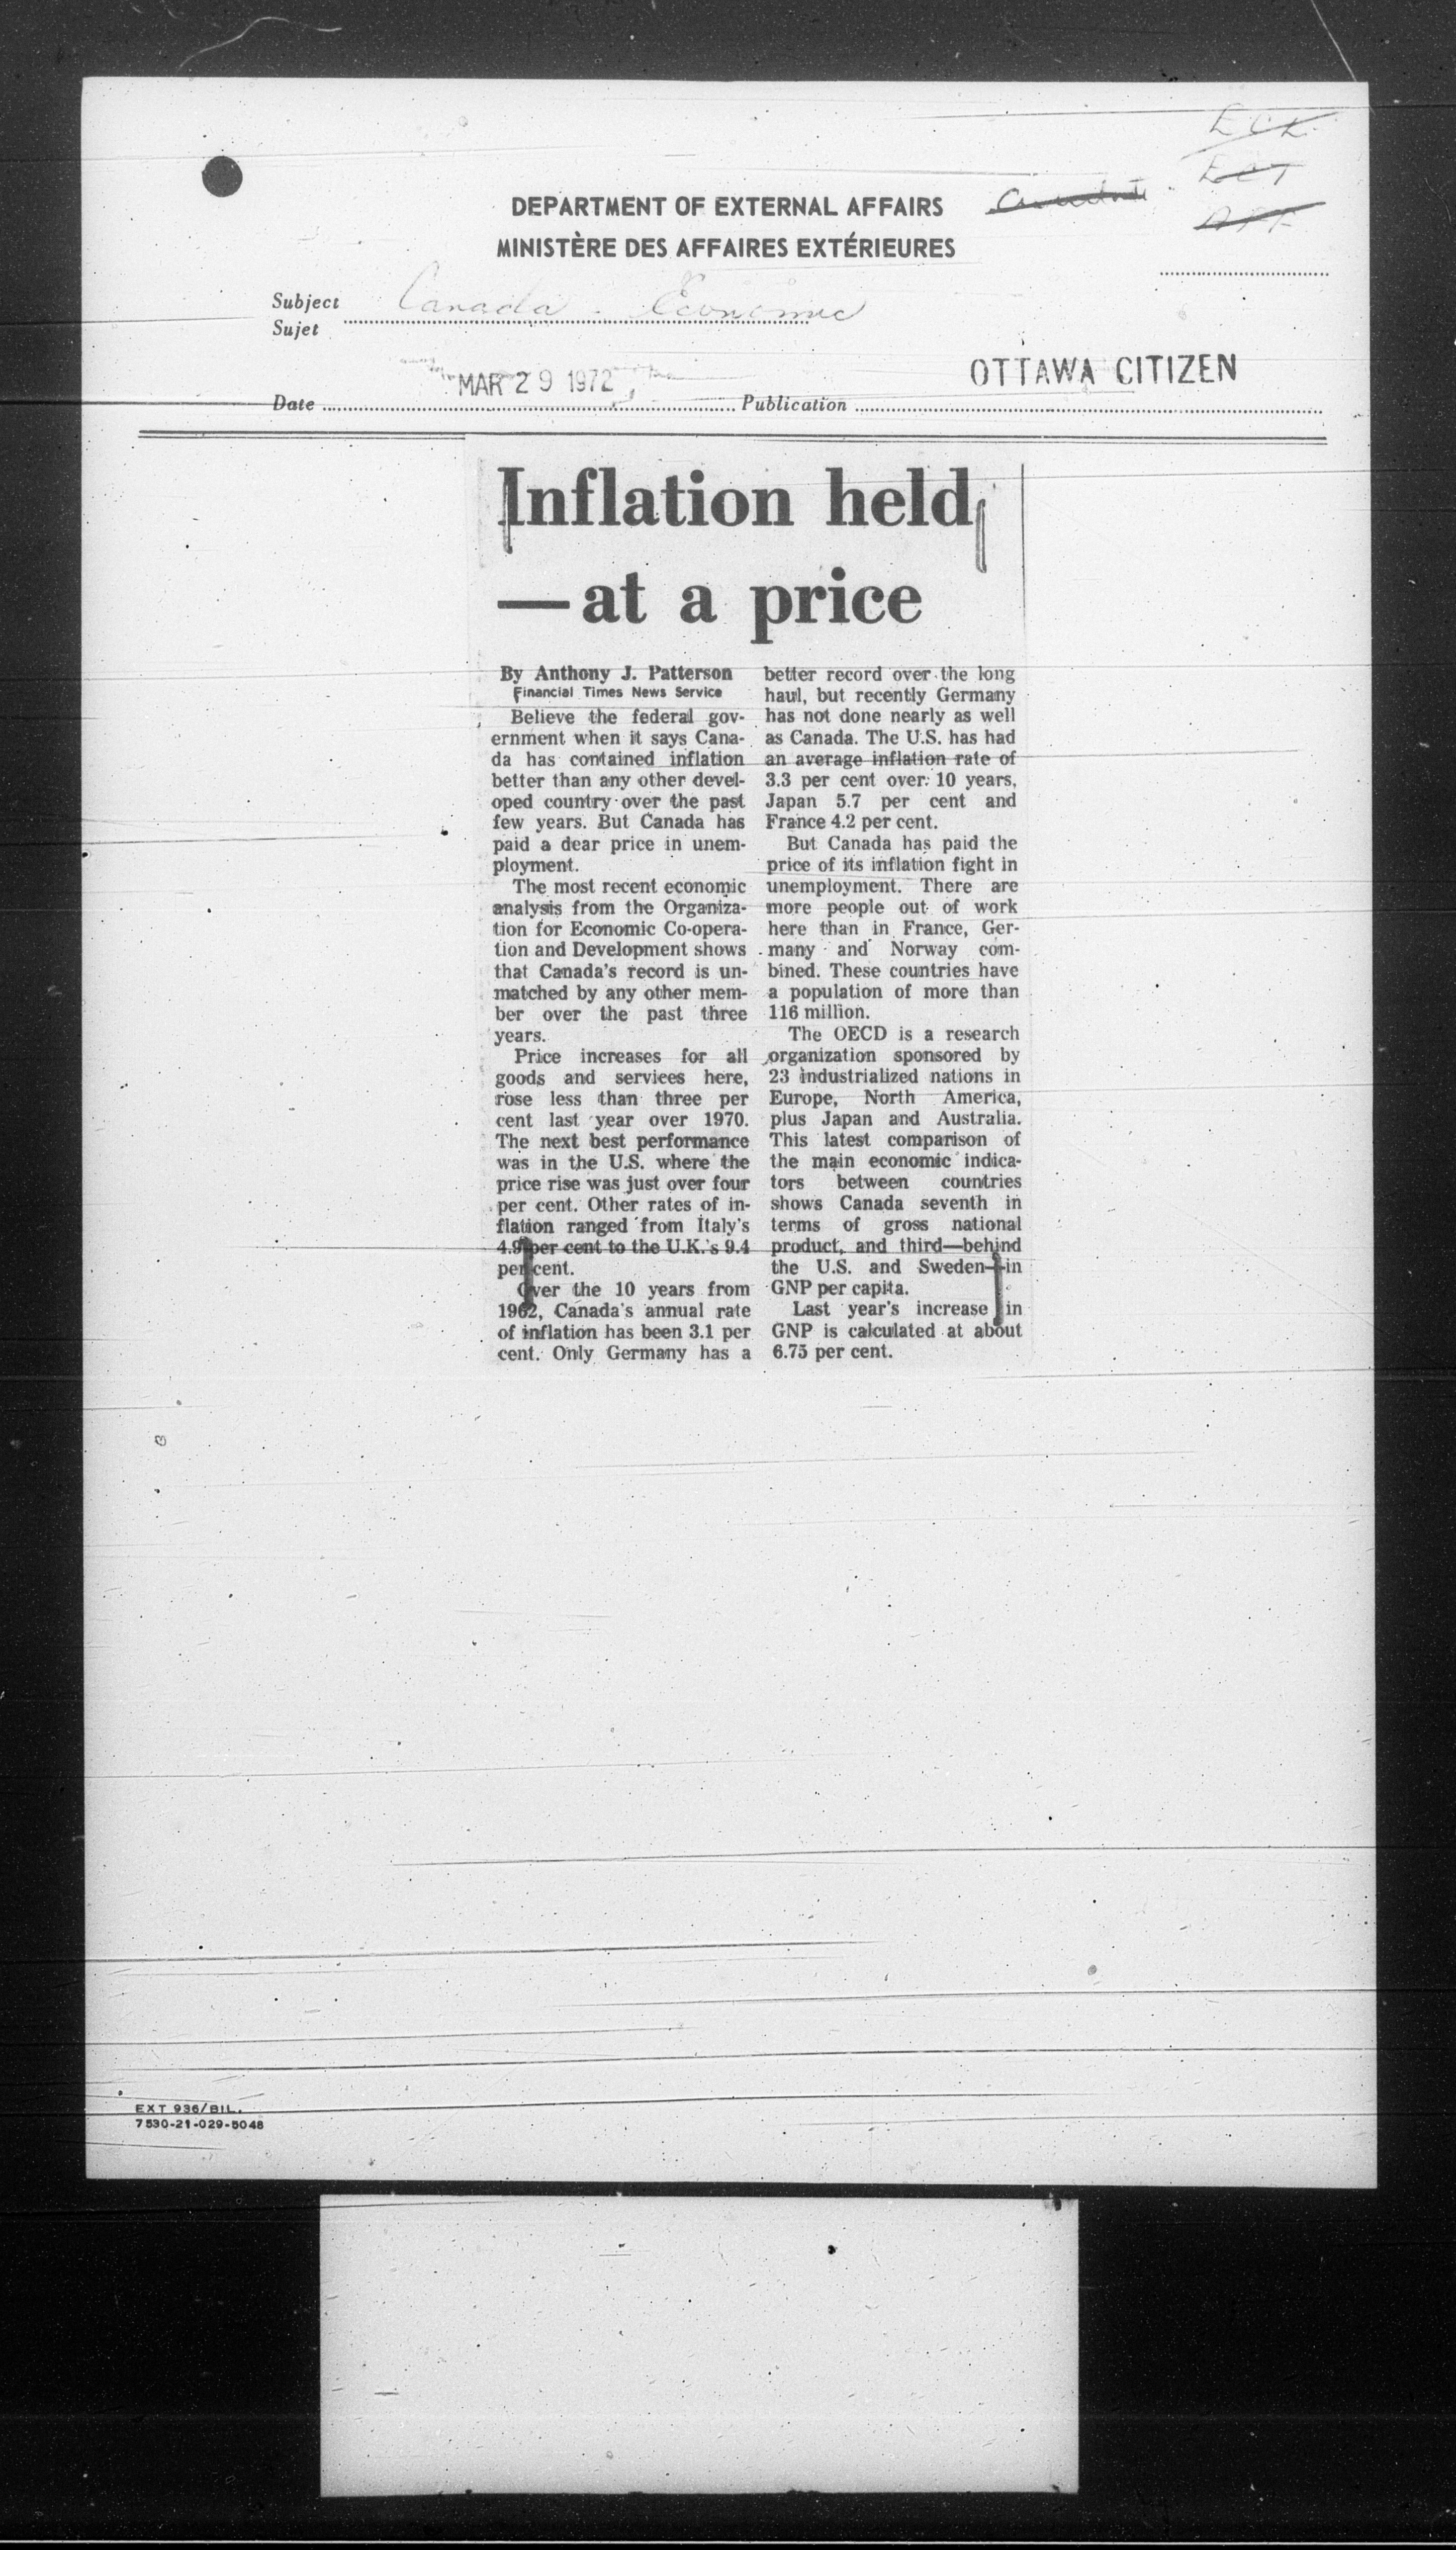 ECL
ECT
DEPARTMENT OF EXTERNAL AFFAIRS
MINISTÈRE DES AFFAIRES EXTÉRIEURES
Subject Canada - Economic
Sujet
MAR 29 1972
OTTAWA CITIZEN
Date Publication
Inflation held
—at a price
By Anthony J. Patterson
Financial Times News Service
Believe the federal gov-
ernment when it says Cana-
da has contained inflation
better than any other devel-
oped country over the past
few years. But Canada has
paid a dear price in unem-
ployment.
The most recent economic
analysis from the Organiza-
tion for Economic Co-opera-
tion and Development shows
that Canada's record is un-
matched by any other mem-
ber over the past three
years.
Price increases for all
goods and services here,
rose less than three per
cent last year over 1970.
The next best performance
was in the U.S. where the
price rise was just over four
per cent. Other rates of in-
flation ranged from Italy's
4.9 per cent to the U.K.'s 9.4
per cent.
Over the 10 years from
1962, Canada's annual rate
of inflation has been 3.1 per
cent. Only Germany has a
better record over the long
haul, but recently Germany
has not done nearly as well
as Canada. The U.S. has had
an average inflation rate of
3.3 per cent over 10 years,
Japan 5.7 per cent and
France 4.2 per cent.
But Canada has paid the
price of its inflation fight in
unemployment. There are
more people out of work
here than in France, Ger-
many and Norway com-
bined. These countries have
a population of more than
116 million.
The OECD is a research
organization sponsored by
23 industrialized nations in
Europe, North America,
plus Japan and Australia.
This latest comparison of
the main economic indica-
tors between countries
shows Canada seventh in
terms of gross national
product, and third—behind
the U.S. and Sweden—in
GNP per capita.
Last year's increase in
GNP is calculated at about
6.75 per cent.
EXT 936/BIL.
7530-21-029-5048